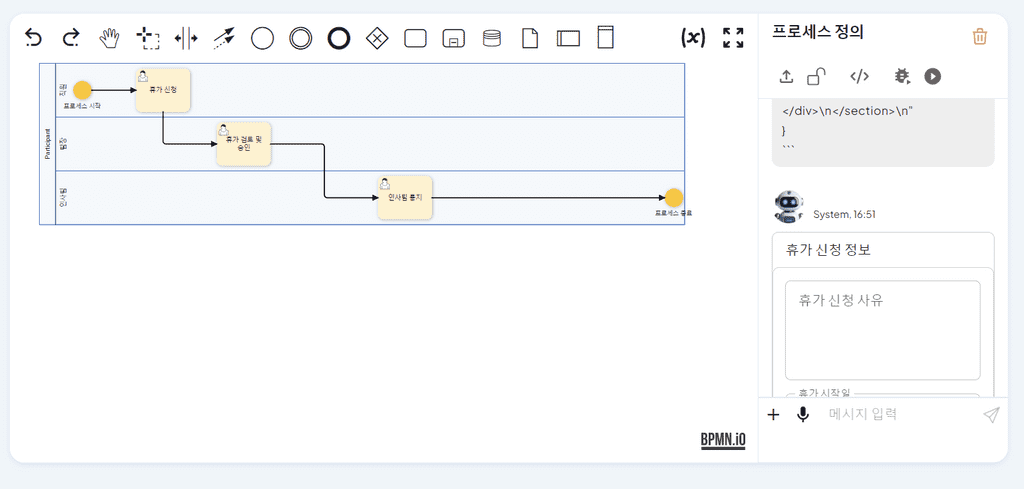 (x)
프로세스 정의
Participant
직원
프로세스 시작
휴가 신청
팀장
휴가 검토 및
승인
인사팀
인사팀 통지
프로세스 종료
BPMN.iO
</div>\n</section>\n"
}
```
System, 16:51
휴가 신청 정보
휴가 신청 사유
휴가 시작일
메시지 입력